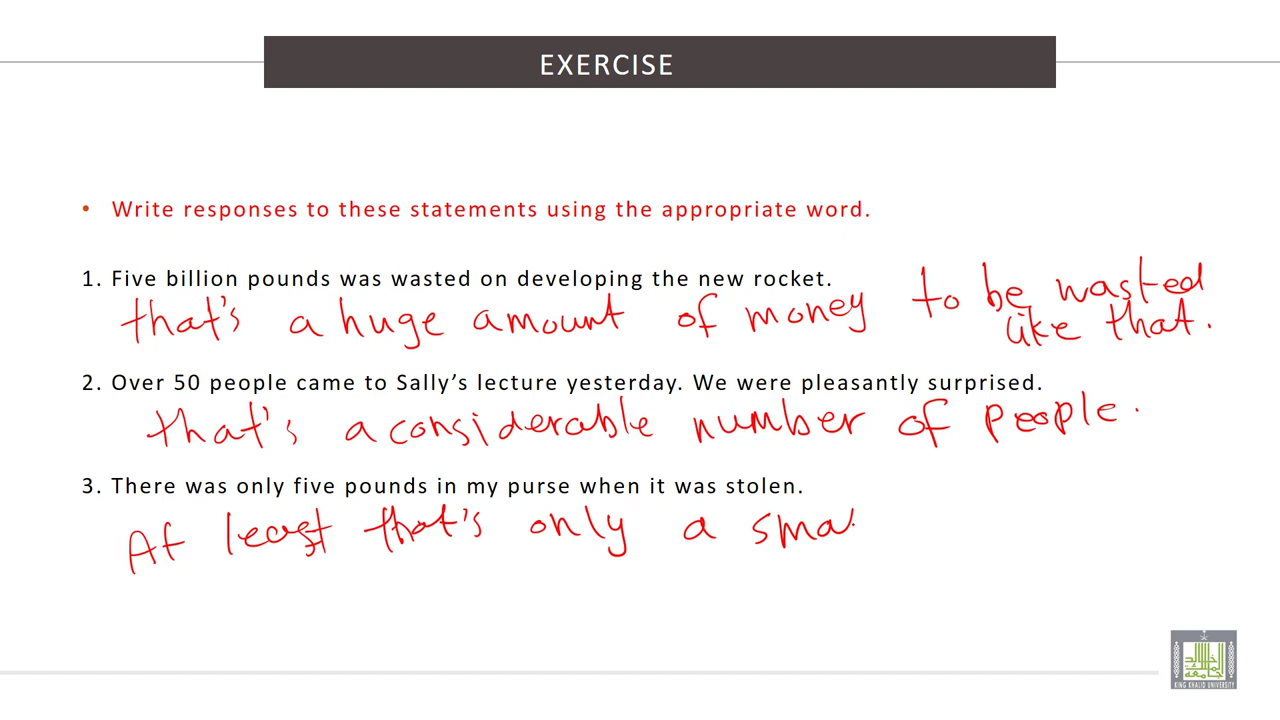 EXERCISE
• Write responses to these statements using the appropriate word.
1. Five billion pounds was wasted on developing the new rocket.
that's a huge amount of money to be wasted
like that.
2. Over 50 people came to Sally's lecture yesterday. We were pleasantly surprised.
that's a considerable number of people.
3. There was only five pounds in my purse when it was stolen.
At least that's only a sma
KING KHALID UNIVERSITY